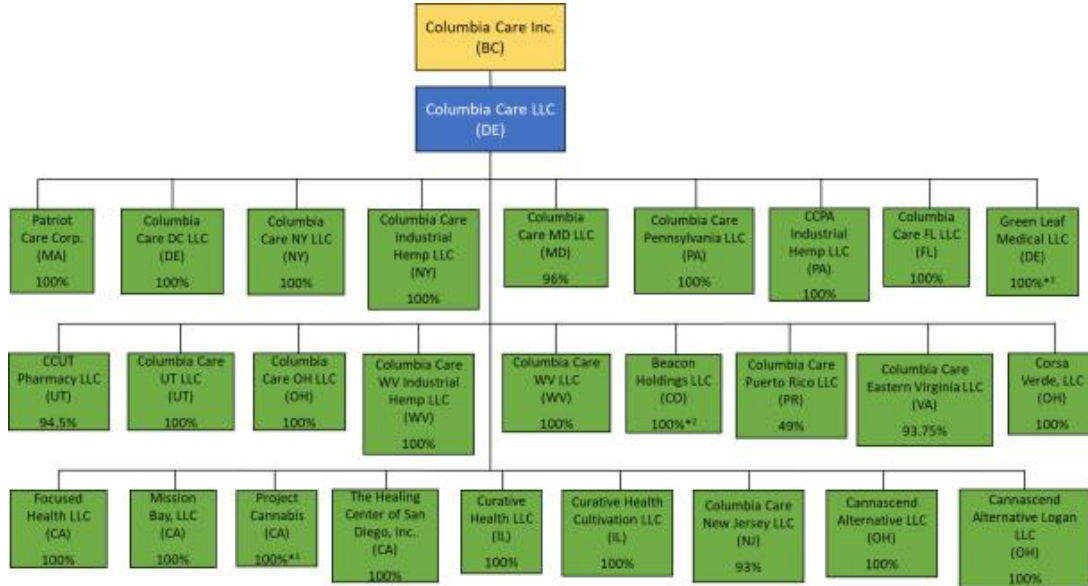 Columbia Care Inc.
(BC)
Columbia Care LLC
(DE)
Patriot
Care Corp.
(MA)
100%
Columbia
Care DC LLC
(DE)
100%
Columbia
Care NY LLC
(NY)
100%
Columbia Care
industrial
Hemp LLC
(NY)
100%
Columbia
Care MD LLC
(MD)
96%
Columbia Care
Pennsylvania LLC
(PA)
100%
CCPA
Industrial
Hemp LLC
(PA)
100%
Columbia
Care FL LLC
(FL)
100%
Green Leaf
Medical LLC
(DE)
100%*³
CCUT
Pharmacy LLC
(UT)
94.5%
Columbia Care
UT LLC
(UT)
100%
Columbia
Care OH LLC
(OH)
100%
Columbia Care
WV Industrial
Hemp LLC
(WV)
100%
Columbia Care
WV LLC
(WV)
100%
Beacon
Holdings LLC
(CO)
100%*²
Columbia Care
Puerto Rico LLC
(PR)
49%
Columbia Care
Eastern Virginia LLC
(VA)
93.75%
Corsa
Verde, LLC
(OH)
100%
Focused
Health LLC
(CA)
100%
Mission
Bay, LLC
(CA)
100%
Project
Cannabis
(CA)
100%*¹
The Healing
Center of San
Diego, Inc.
(CA)
100%
Curative
Health LLC
(IL)
100%
Curative Health
Cultivation LLC
(IL)
100%
Columbia Care
New Jersey LLC
(NJ)
93%
Cannascend
Alternative LLC
(OH)
100%
Cannascend
Alternative Logan
LLC
(OH)
100%